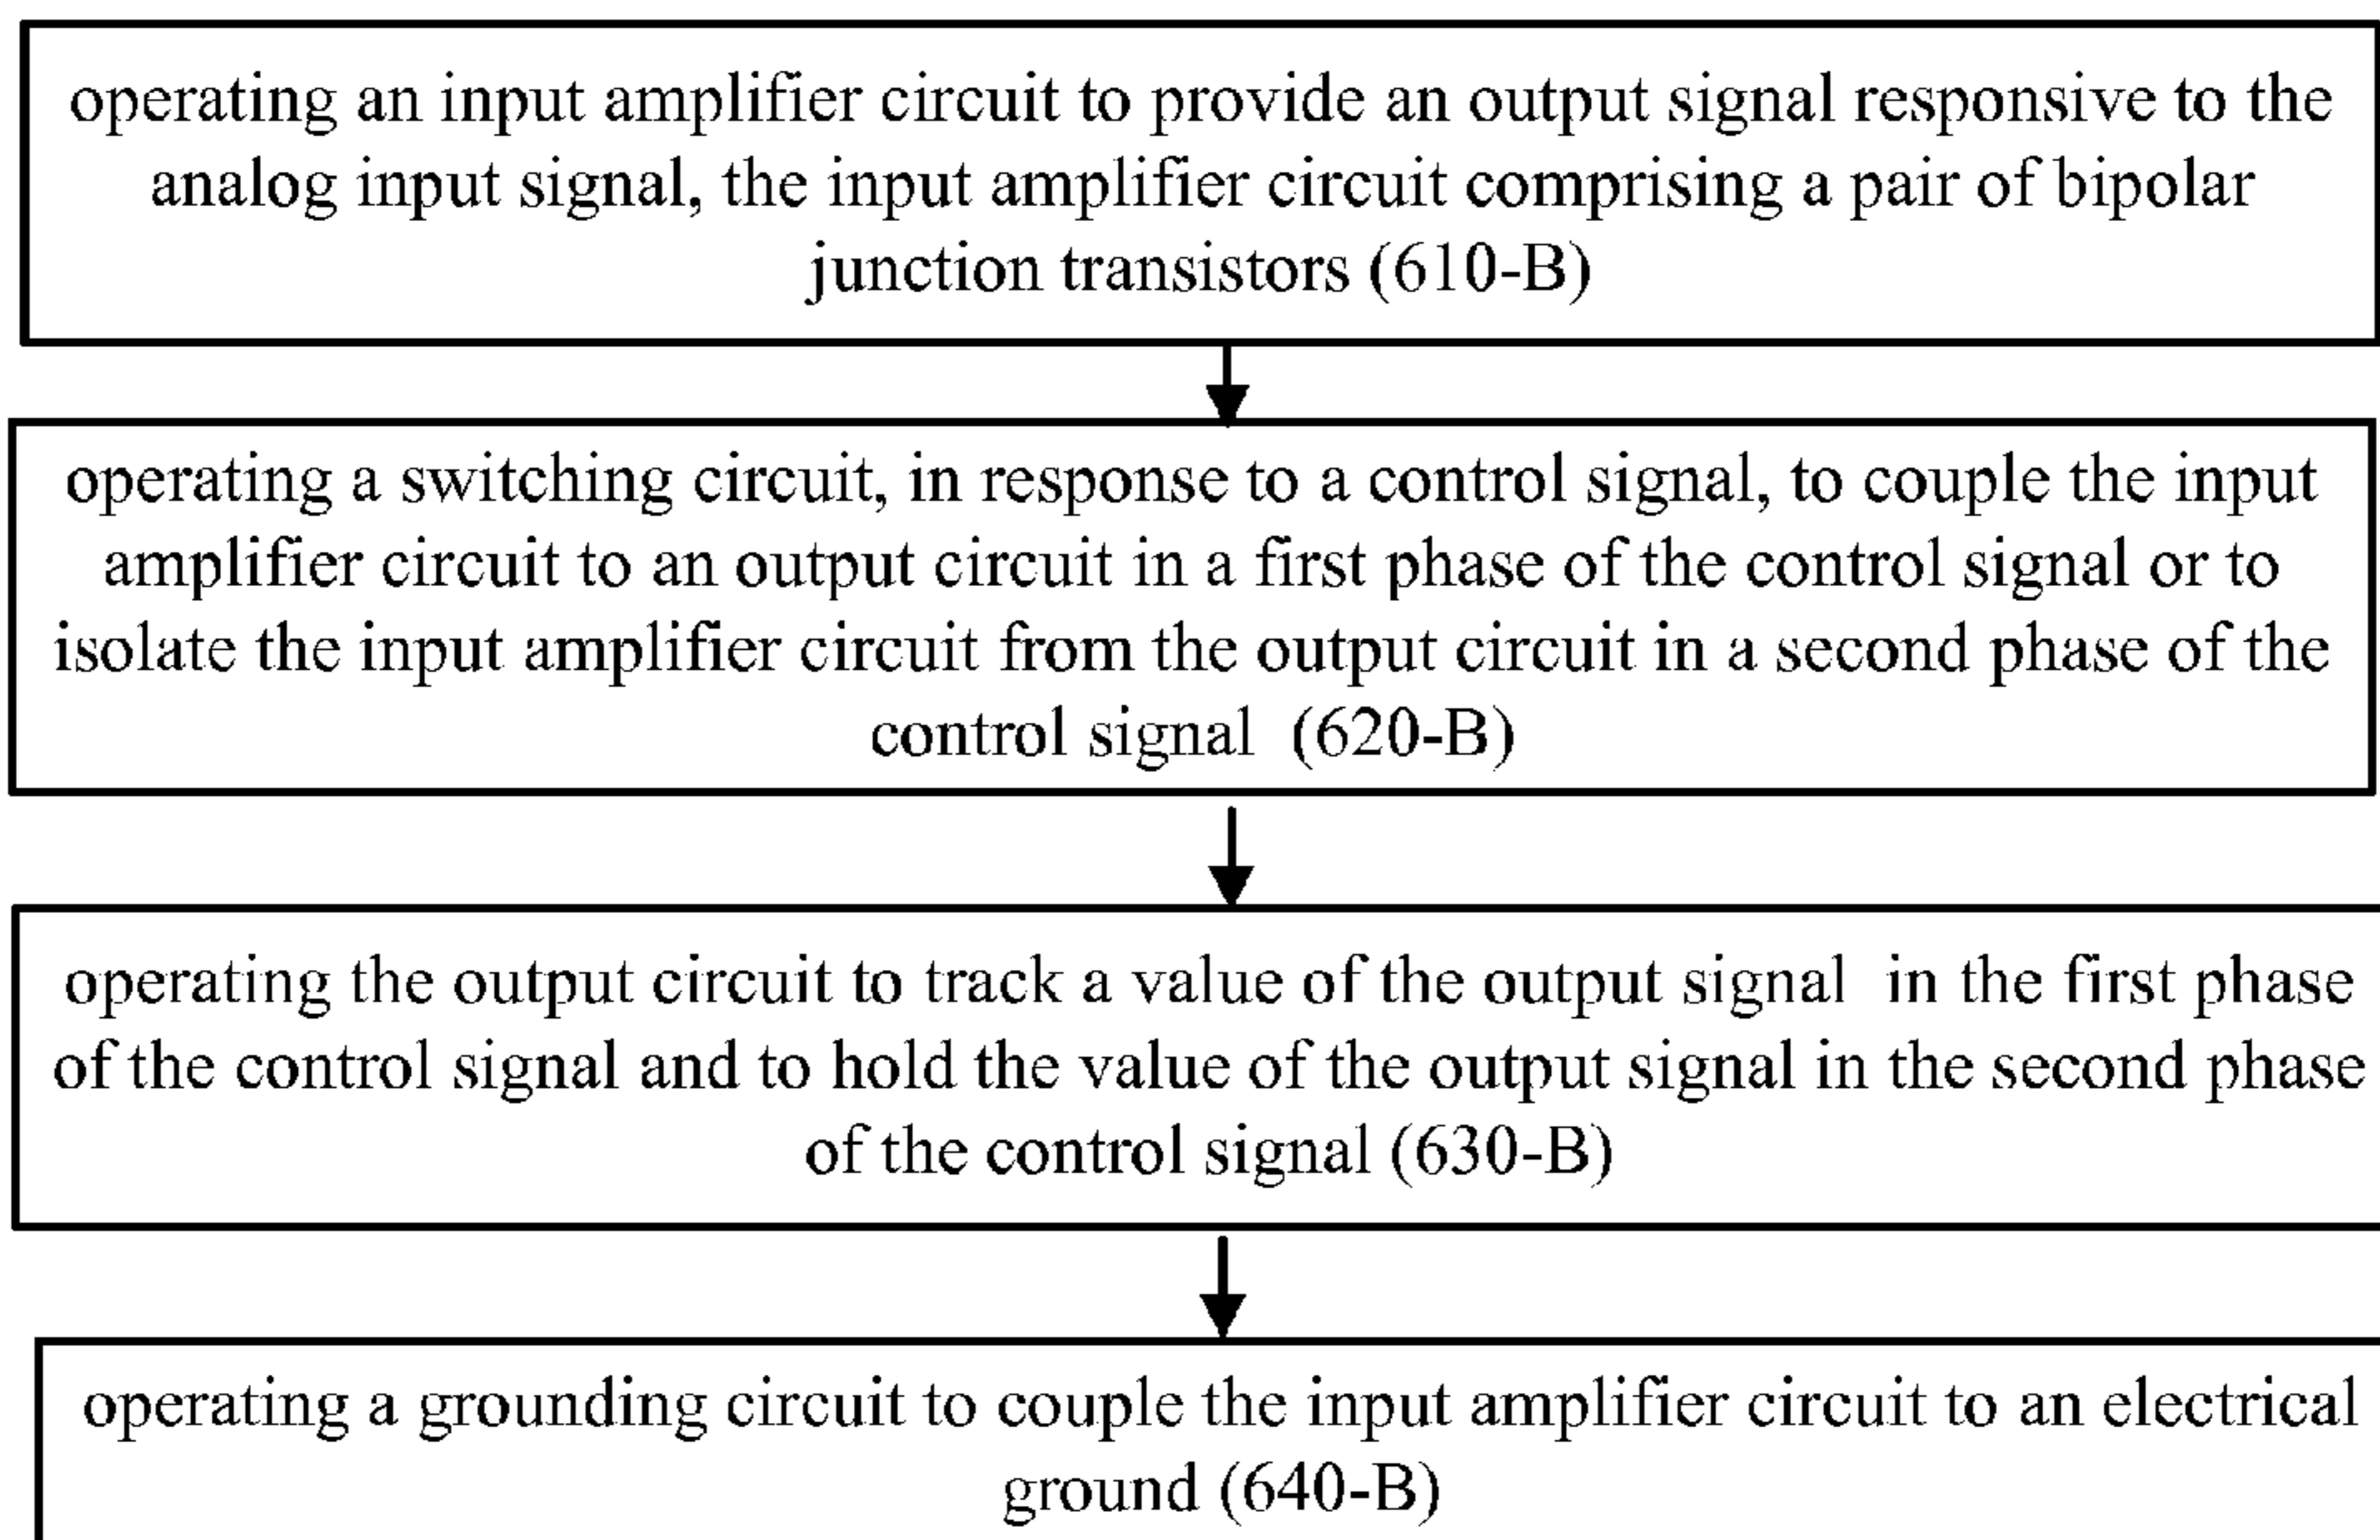 operating an input amplifier circuit to provide an output signal responsive to the
analog input signal, the input amplifier circuit comprising a pair of bipolar
junction transistors (610-B)
operating a switching circuit, in response to a control signal, to couple the input
amplifier circuit to an output circuit in a first phase of the control signal or to
isolate the input amplifier circuit from the output circuit in a second phase of the
control signal (620-B)
operating the output circuit to track a value of the output signal in the first phase
of the control signal and to hold the value of the output signal in the second phase
of the control signal (630-B)
operating a grounding circuit to couple the input amplifier circuit to an electrical
ground (640-B)